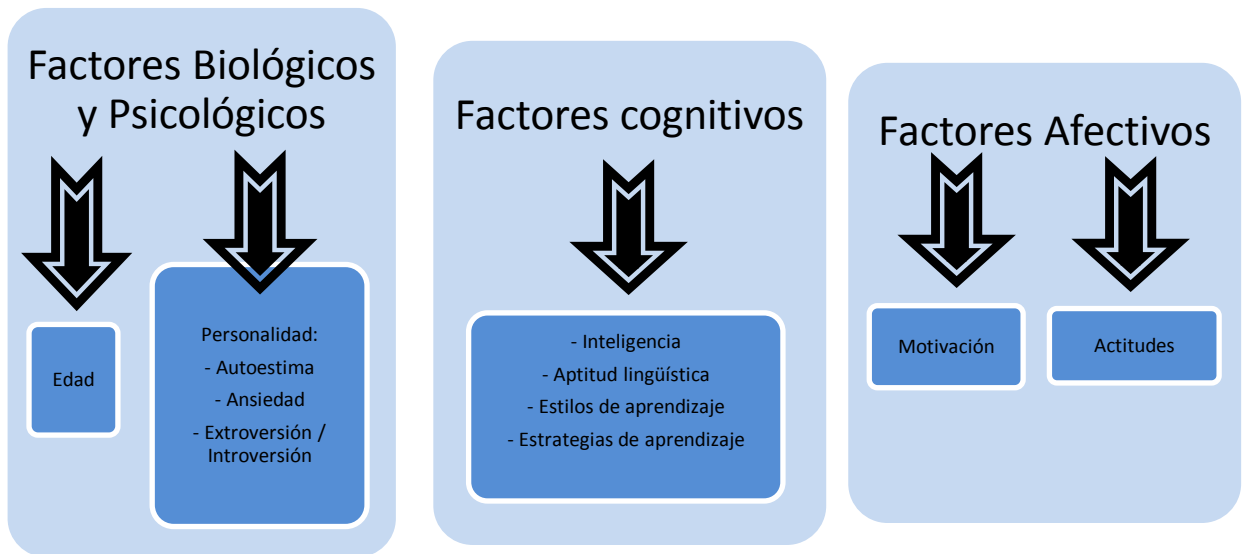 Factores Biológicos
y Psicológicos
Edad
Personalidad:
- Autoestima
- Ansiedad
- Extroversión /
Introversión
Factores cognitivos
- Inteligencia
- Aptitud lingüística
- Estilos de aprendizaje
- Estrategias de aprendizaje
Factores Afectivos
Motivación
Actitudes